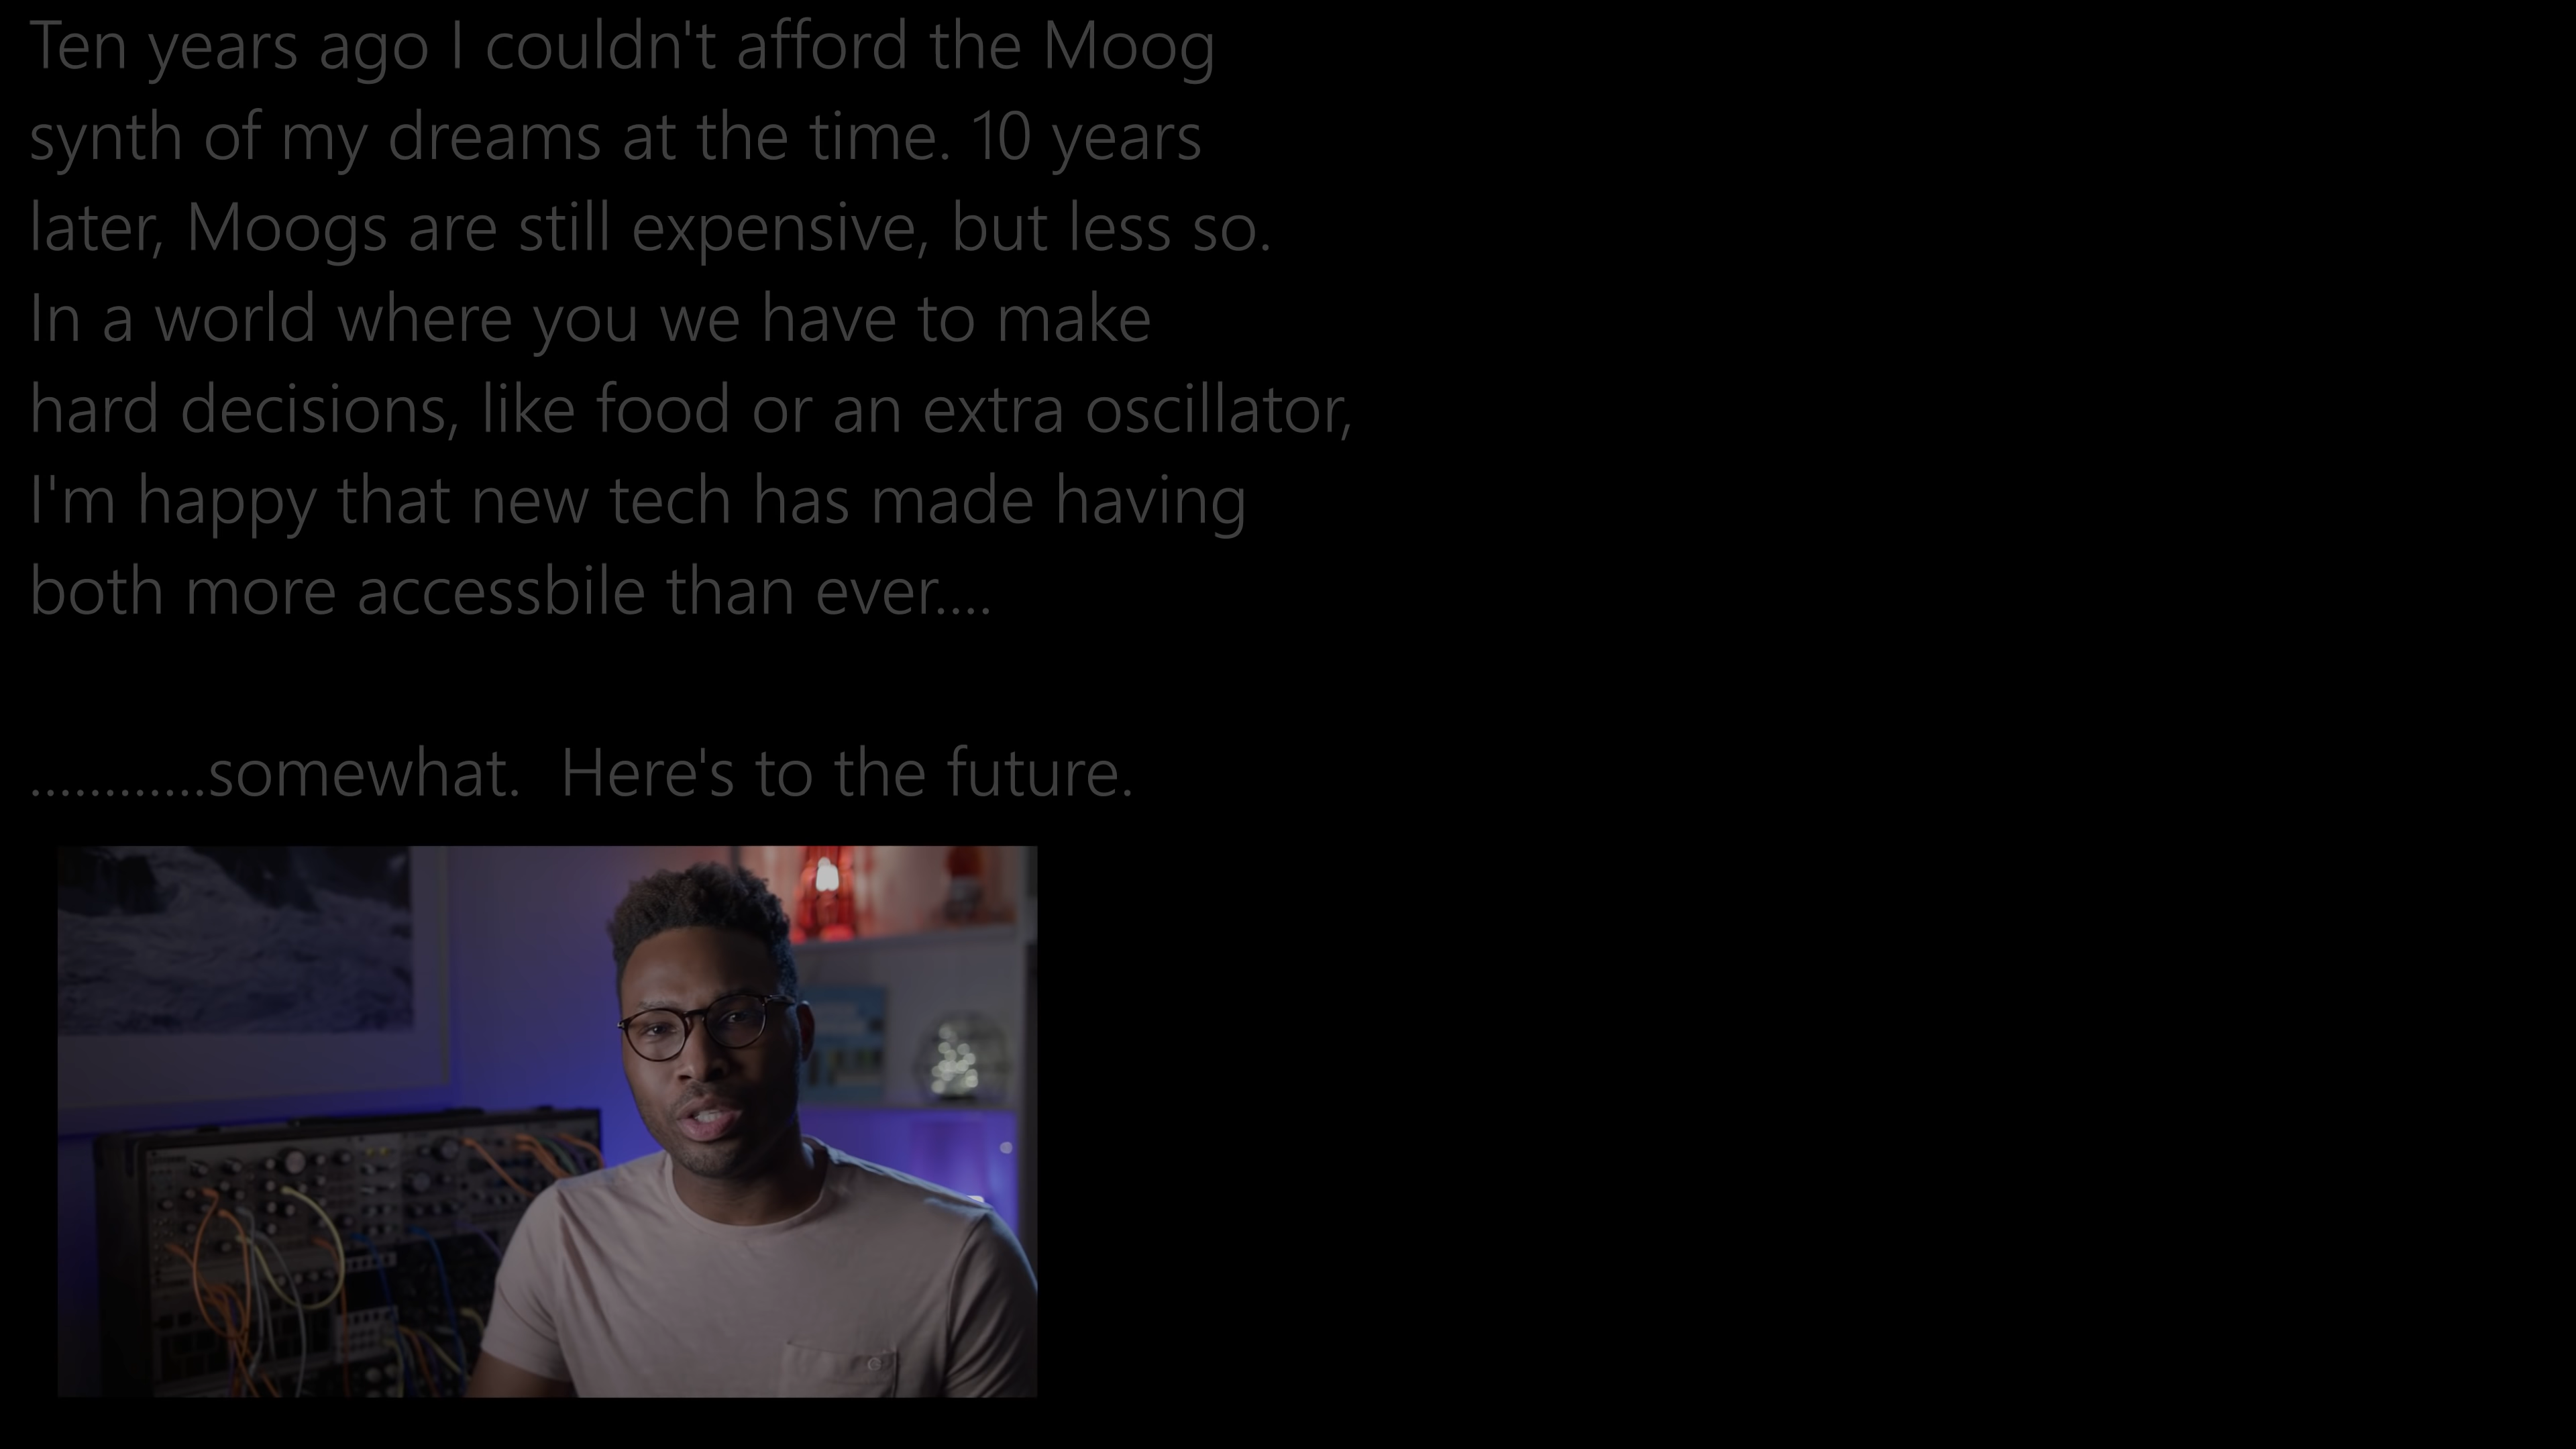 Ten years ago I couldn't afford the Moog
synth of my dreams at the time. 10 years
later, Moogs are still expensive, but less so.
In a world where you we have to make
hard decisions, like food or an extra oscillator,
I'm happy that new tech has made having
both more accessbile than ever....
............somewhat.  Here's to the future.